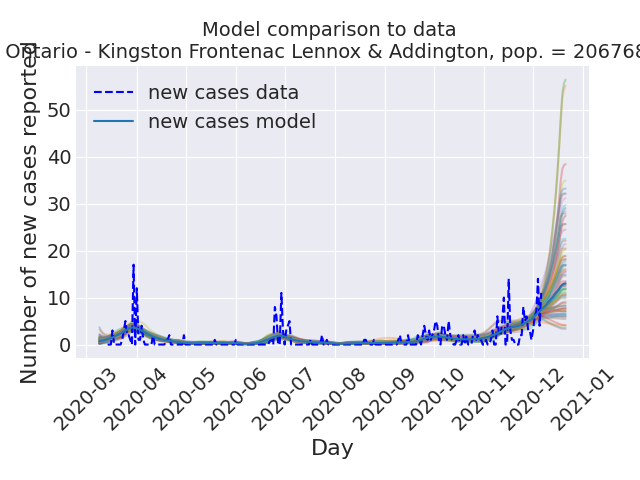 Model comparison to data
Ontario - Kingston Frontenac Lennox & Addington, pop. = 206768
new cases data
new cases model
Number of new cases reported
50
40
30
20
10
0
2020-03
2020-04
2020-05
2020-06
2020-07
2020-08
2020-09
2020-10
2020-11
2020-12
2021-01
Day